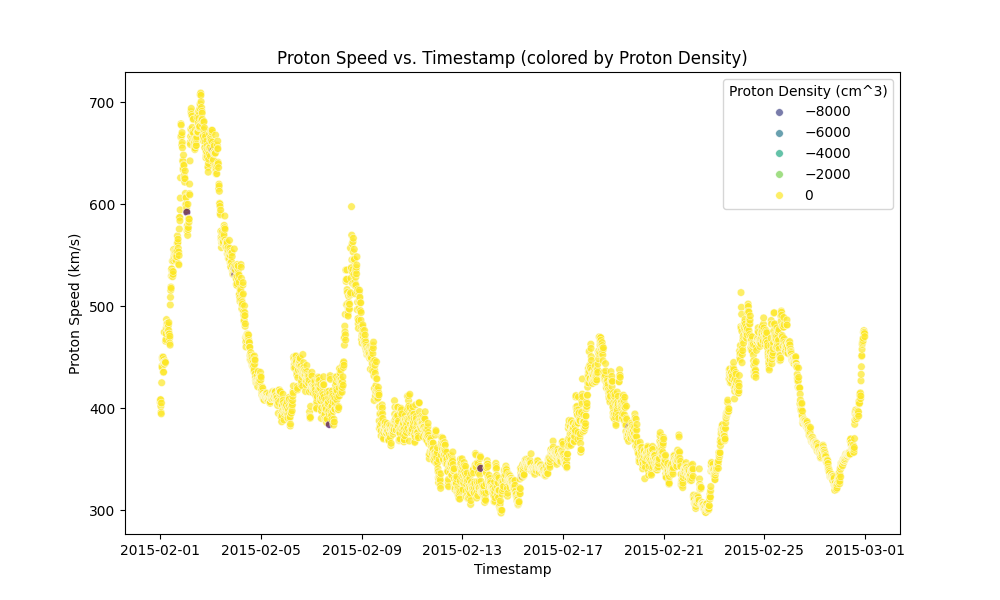 Proton Speed vs. Timestamp (colored by Proton Density)
Proton Density (cm^3)
−8000
−6000
−4000
−2000
0
700
600
500
400
300
Proton Speed (km/s)
2015-02-01 2015-02-05 2015-02-09 2015-02-13 2015-02-17 2015-02-21 2015-02-25 2015-03-01
Timestamp